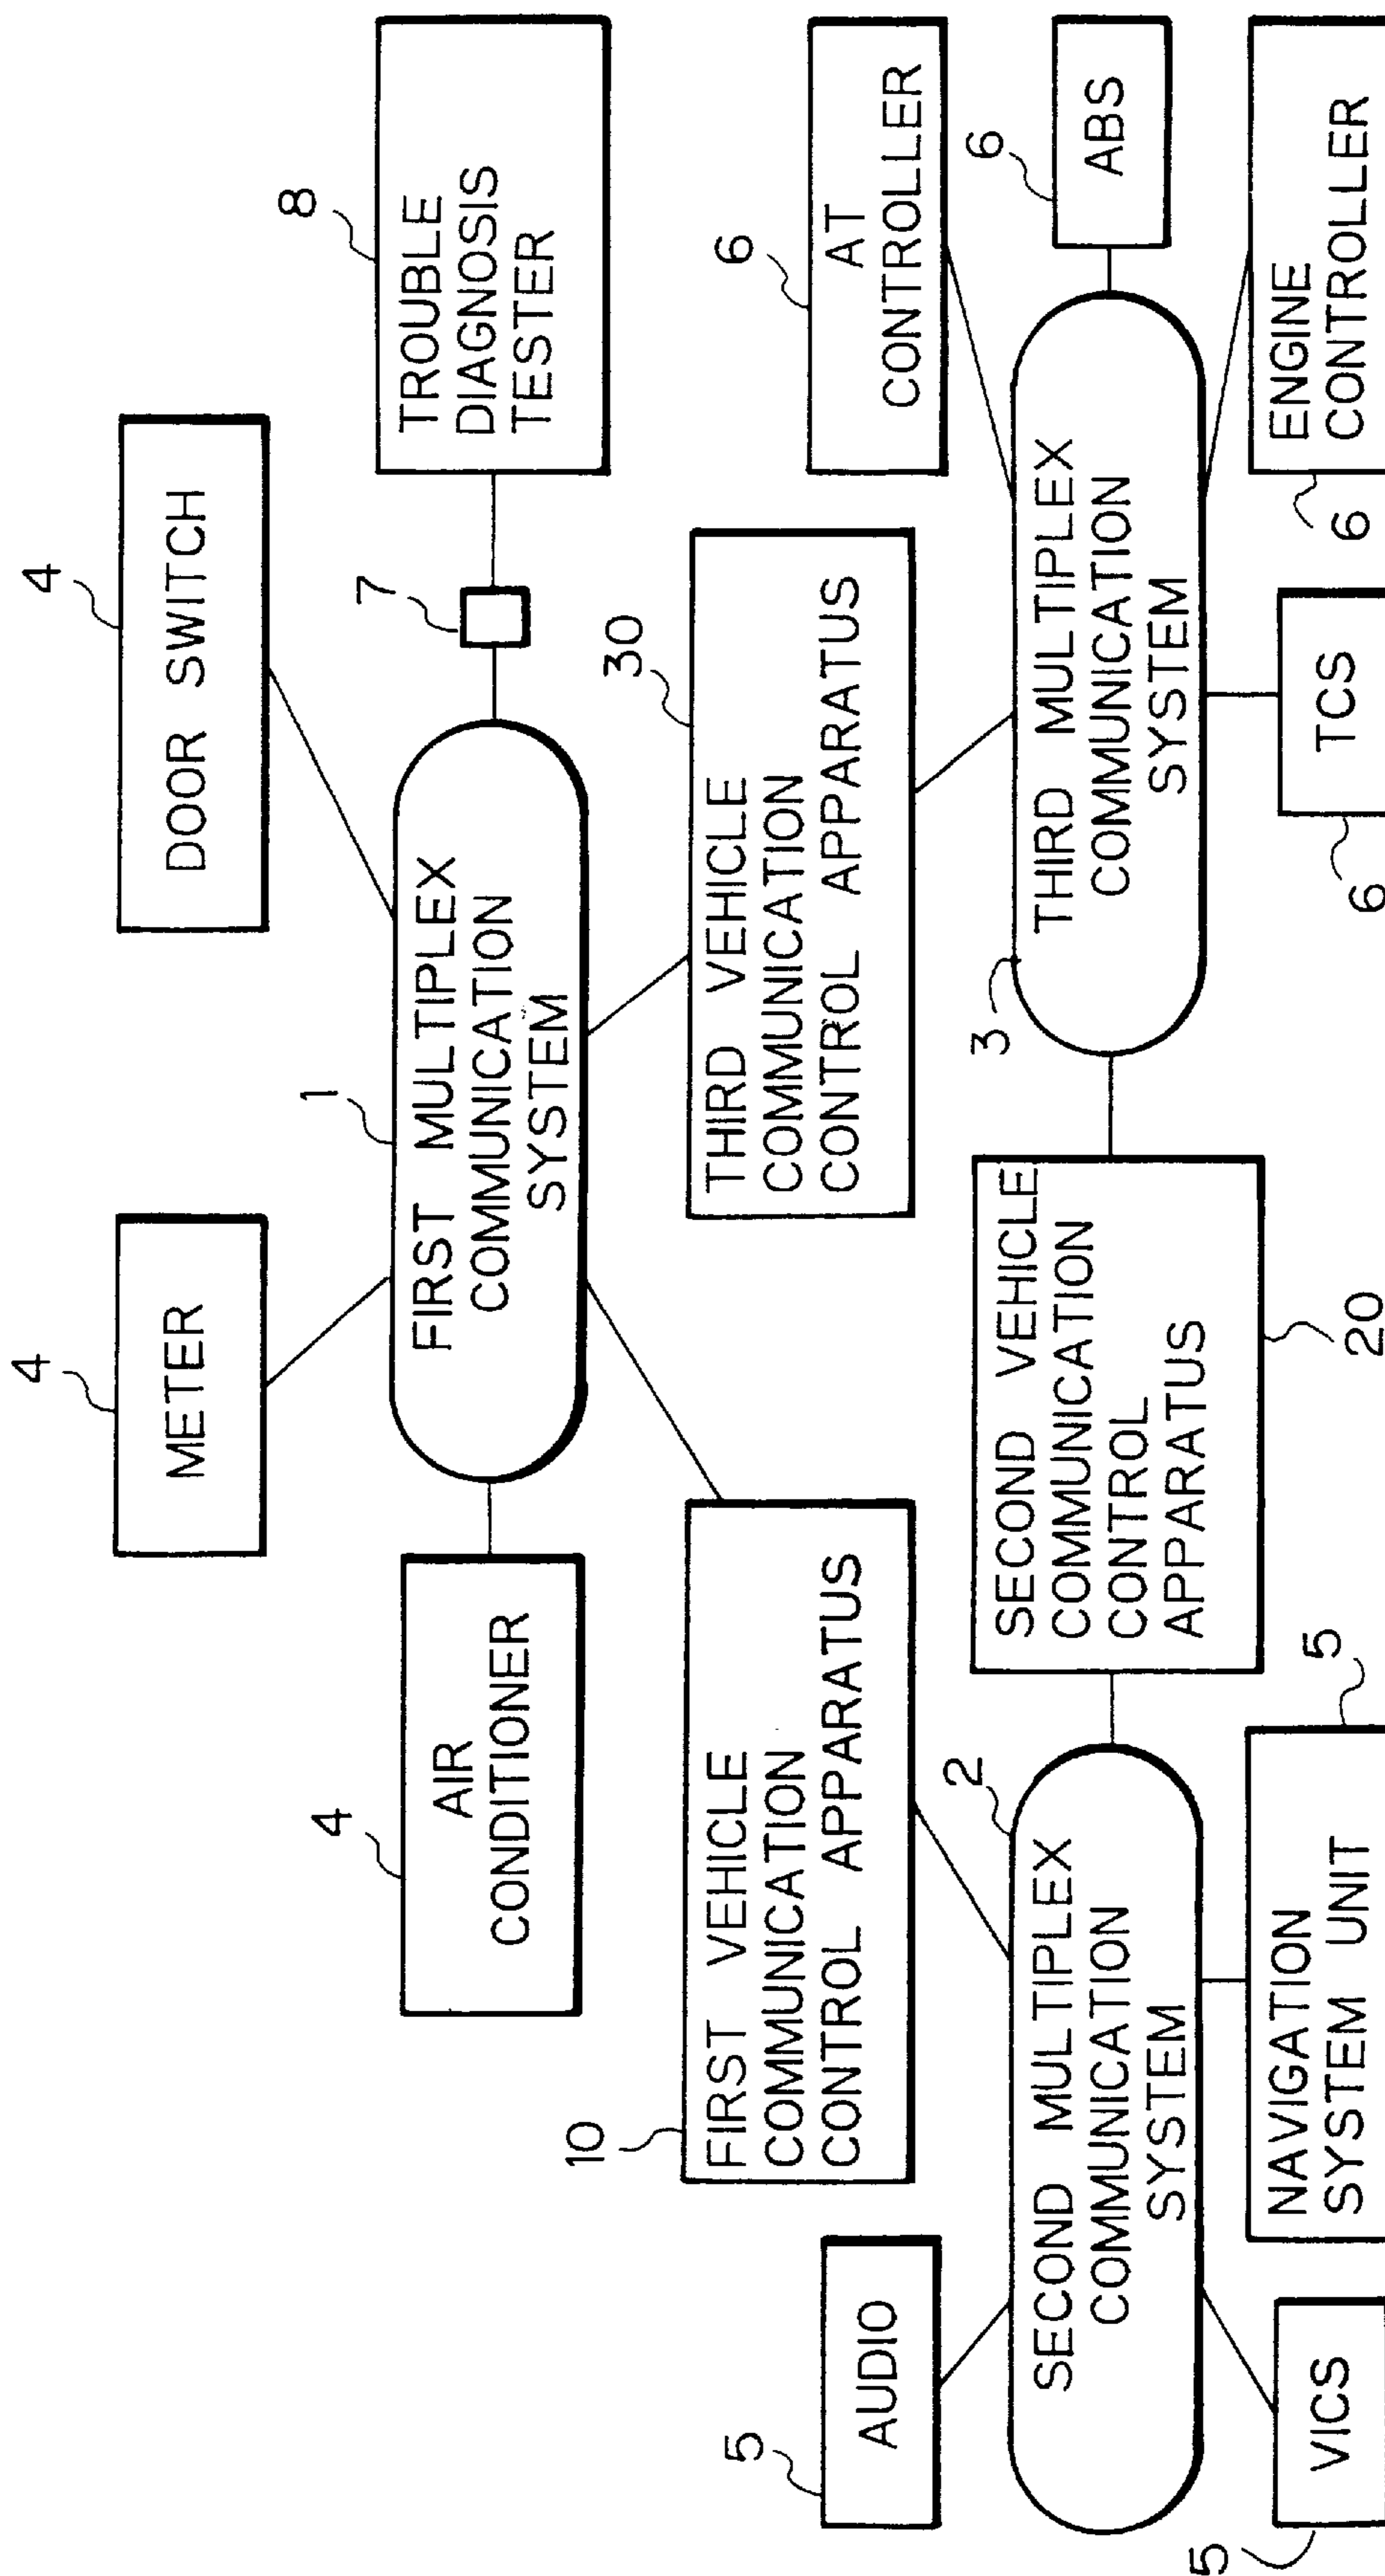 4
METER
4
DOOR SWITCH
4
AIR
CONDITIONER
1
FIRST MULTIPLEX
COMMUNICATION
SYSTEM
7
8
TROUBLE
DIAGNOSIS
TESTER
10
FIRST VEHICLE
COMMUNICATION
CONTROL APPARATUS
30
THIRD VEHICLE
COMMUNICATION
CONTROL APPARATUS
5
AUDIO
2
SECOND MULTIPLEX
COMMUNICATION
SYSTEM
5
VICS
5
NAVIGATION
SYSTEM UNIT
SECOND VEHICLE
COMMUNICATION
CONTROL
APPARATUS
20
3
THIRD MULTIPLEX
COMMUNICATION
SYSTEM
6
AT
CONTROLLER
6
ABS
6
TCS
6
ENGINE
CONTROLLER